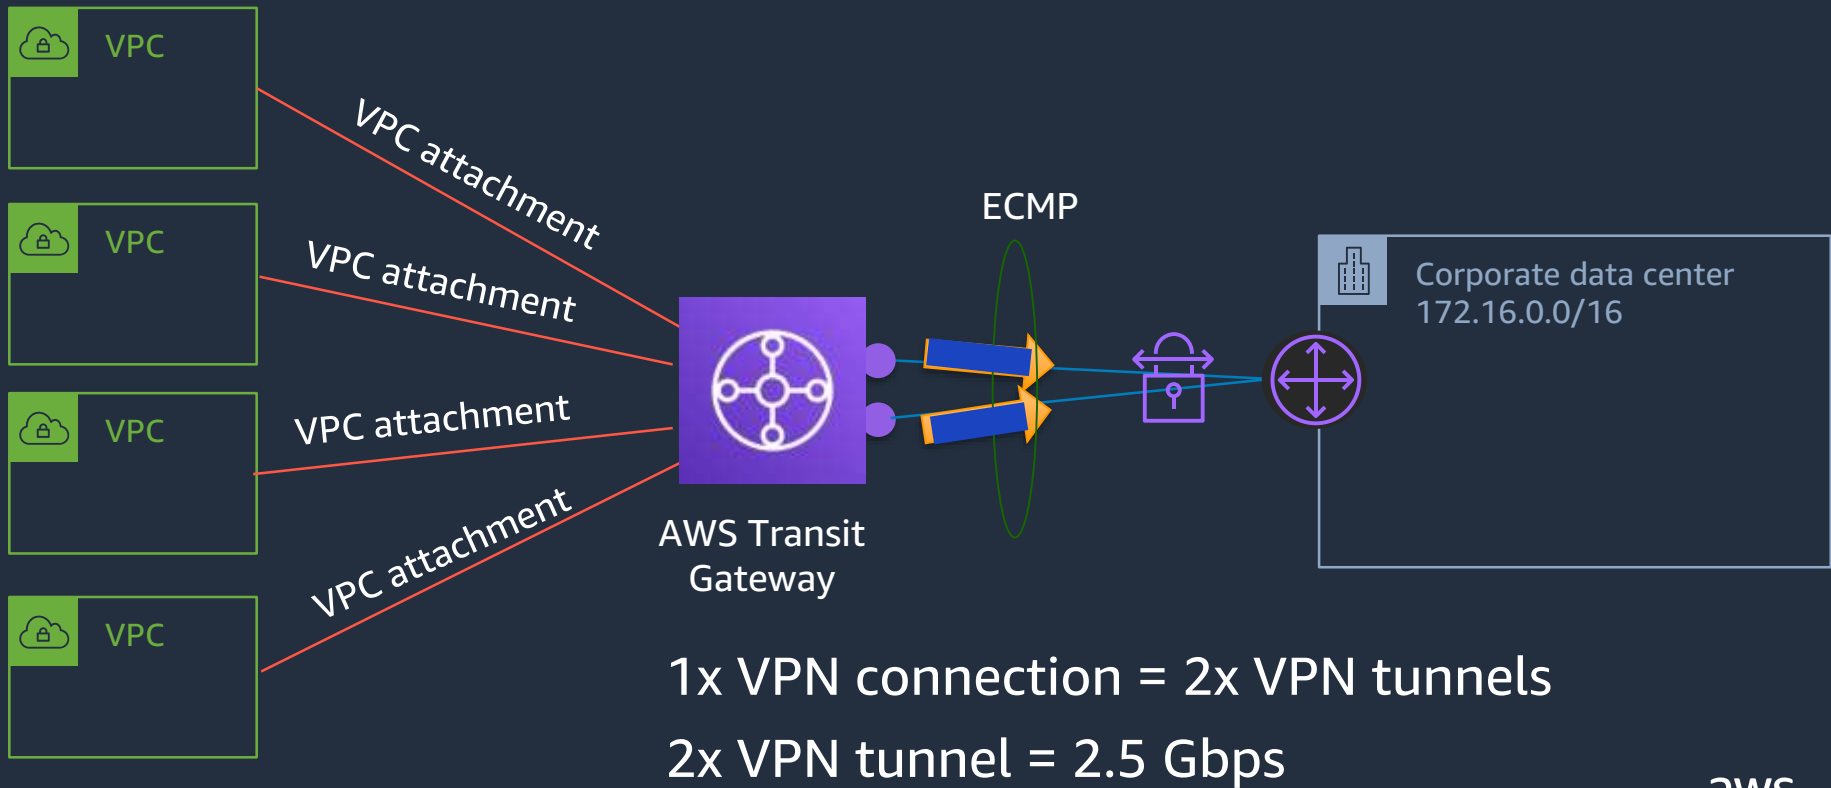 VPC
VPC attachment
VPC
VPC attachment
VPC
VPC attachment
VPC
VPC attachment
AWS Transit
Gateway
ECMP
Corporate data center
172.16.0.0/16
1x VPN connection = 2x VPN tunnels
2x VPN tunnel = 2.5 Gbps
aws